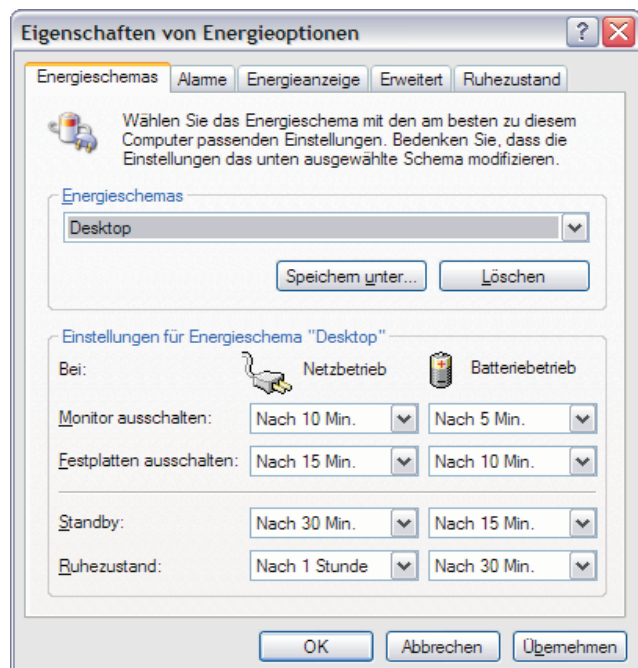 Eigenschaften von Energieoptionen
Energieschemas Alarme Energieanzeige Erweitert Ruhezustand
Wählen Sie das Energieschema mit den am besten zu diesem
Computer passenden Einstellungen. Bedenken Sie, dass die
Einstellungen das unten ausgewählte Schema modifizieren.
Energieschemas
Desktop
Speichern unter... Löschen
Einstellungen für Energieschema "Desktop"
Bei: Netzbetrieb Batteriebetrieb
Monitor ausschalten: Nach 10 Min. Nach 5 Min.
Festplatten ausschalten: Nach 15 Min. Nach 10 Min.
Standby: Nach 30 Min. Nach 15 Min.
Ruhezustand: Nach 1 Stunde Nach 30 Min.
OK Abbrechen Übernehmen